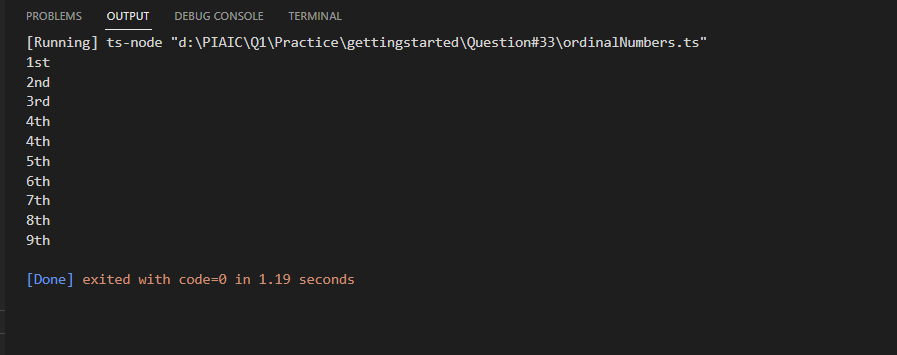 PROBLEMS OUTPUT DEBUG CONSOLE TERMINAL
[Running] ts-node "d:\PIAIC\Q1\Practice\gettingstarted\Question#33\ordinalNumbers.ts"
1st
2nd
3rd
4th
4th
5th
6th
7th
8th
9th
[Done] exited with code=0 in 1.19 seconds